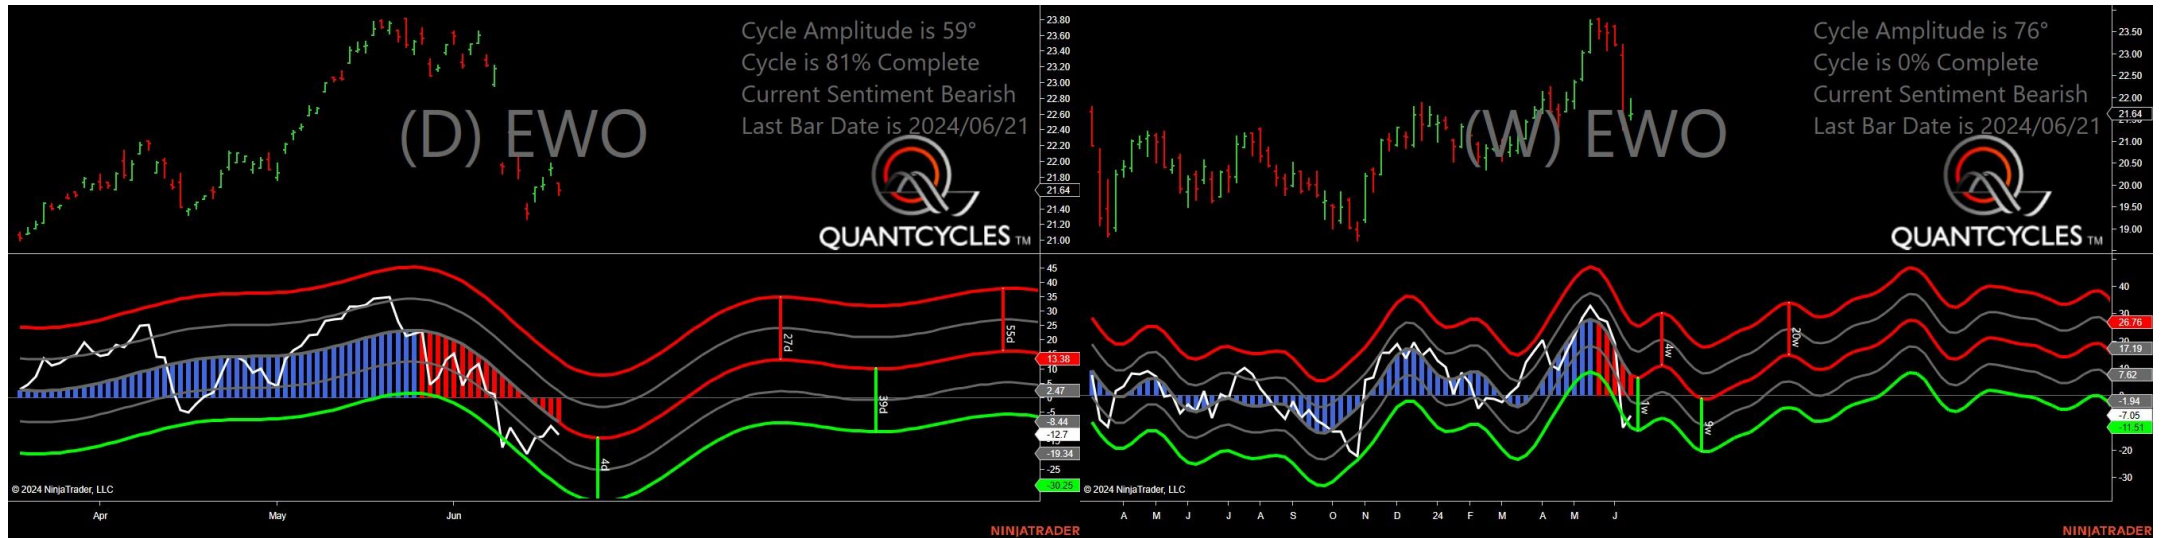 Cycle Amplitude is 59°
Cycle is 81% Complete
Current Sentiment Bearish
Last Bar Date is 2024/06/21
(D) EWO
QUANTCYCLES TM
23.80
23.60
23.40
23.20
23.00
22.80
22.60
22.40
22.20
22.00
21.80
21.64
21.40
21.20
21.00
45
40
35
30
25
20
13.38
10
2.47
-5
-8.44
-12.7
-19.34
-25
-30.25
27d
55d
39d
4d
© 2024 NinjaTrader, LLC
Apr May Jun
NINJATRADER
Cycle Amplitude is 76°
Cycle is 0% Complete
Current Sentiment Bearish
Last Bar Date is 2024/06/21
(W) EWO
QUANTCYCLES TM
23.50
23.00
22.50
22.00
21.64
21.00
20.50
20.00
19.50
19.00
40
30
26.76
17.19
7.62
-1.94
-7.05
-11.51
-20
-30
4w
20w
1w
9w
© 2024 NinjaTrader, LLC
A M J J A S O N D 24 F M A M J
NINJATRADER